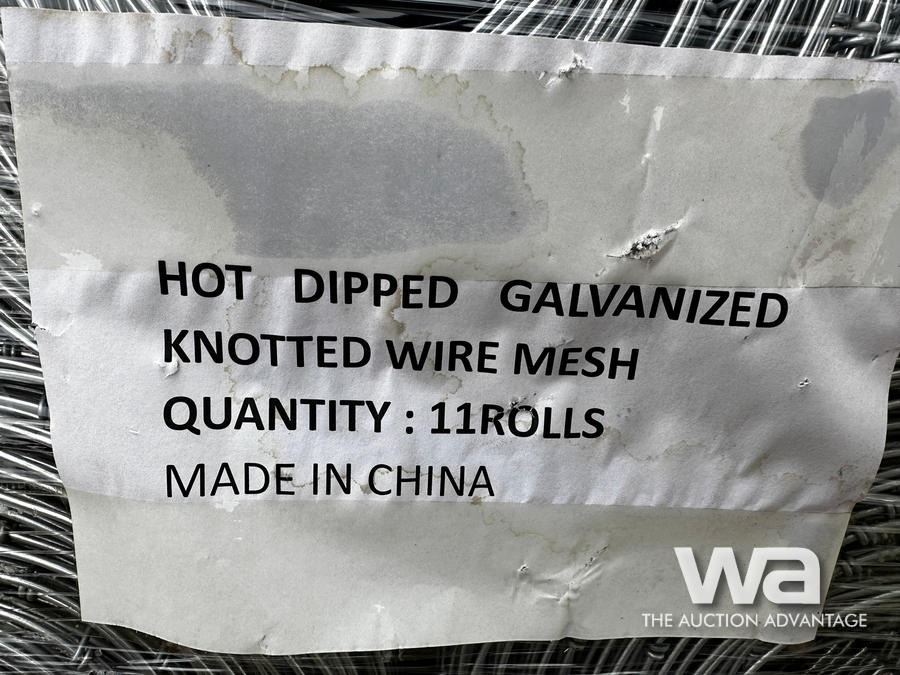 HOT DIPPED GALVANIZED
KNOTTED WIRE MESH
QUANTITY : 11ROLLS
MADE IN CHINA
wa
THE AUCTION ADVANTAGE